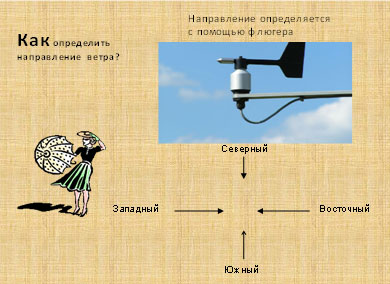 Направление определяется
с помощью флюгера
Как определить
направление ветра?
Северный
Западный
Восточный
Южный